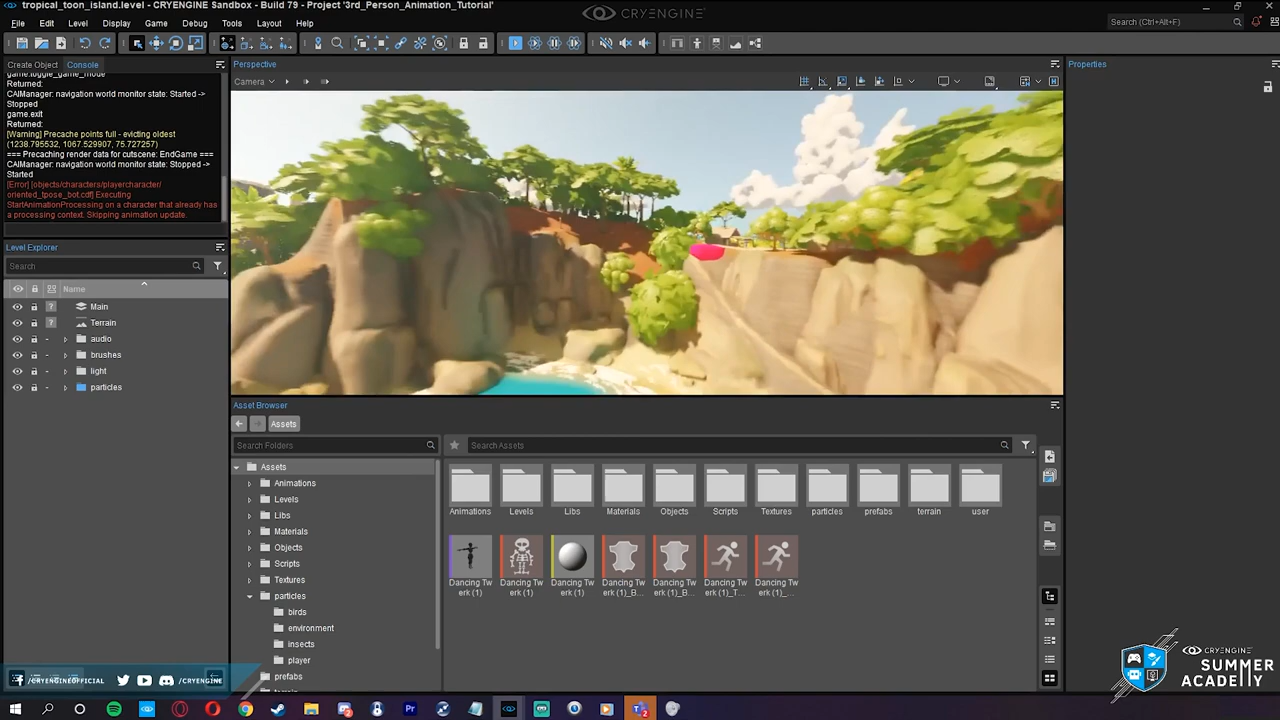 tropical_toon_island.level - CRYENGINE Sandbox - Build 79 - Project '3rd_Person_Animation_Tutorial'
CRYENGINE
File Edit Level Display Game Debug Tools Layout Help
Search (Ctrl+Alt+F)
Create Object Console
game.toggle_game_mode
Returned:
CAIManager: navigation world monitor state: Started ->
Stopped
game.exit
Returned:
[Warning] Precache points full - evicting oldest
(1238.795532, 1067.529907, 75.727257)
=== Precaching render data for cutscene: EndGame ===
CAIManager: navigation world monitor state: Stopped ->
Started
[Error] [objects/characters/playercharacter/
oriented_tpose_bot.cdf] Executing
StartAnimationProcessing on a character that already has
a processing context. Skipping animation update.
Perspective
Camera
Properties
Level Explorer
Search
Name
Main
Terrain
audio
brushes
light
particles
Asset Browser
Assets
Search Folders
Search Assets
Assets
Animations
Levels
Libs
Materials
Objects
Scripts
Textures
particles
birds
environment
insects
player
prefabs
Animations Levels Libs Materials Objects Scripts Textures particles prefabs terrain user
Dancing Tw
erk (1)
Dancing Tw
erk (1)
Dancing Tw
erk (1)
Dancing Tw
erk (1)_B...
Dancing Tw
erk (1)_B...
Dancing Tw
erk (1)_T...
Dancing Tw
erk (1)_...
/CRYENGINEOFFICIAL
/CRYENGINE
CRYENGINE
SUMMER
ACADEMY